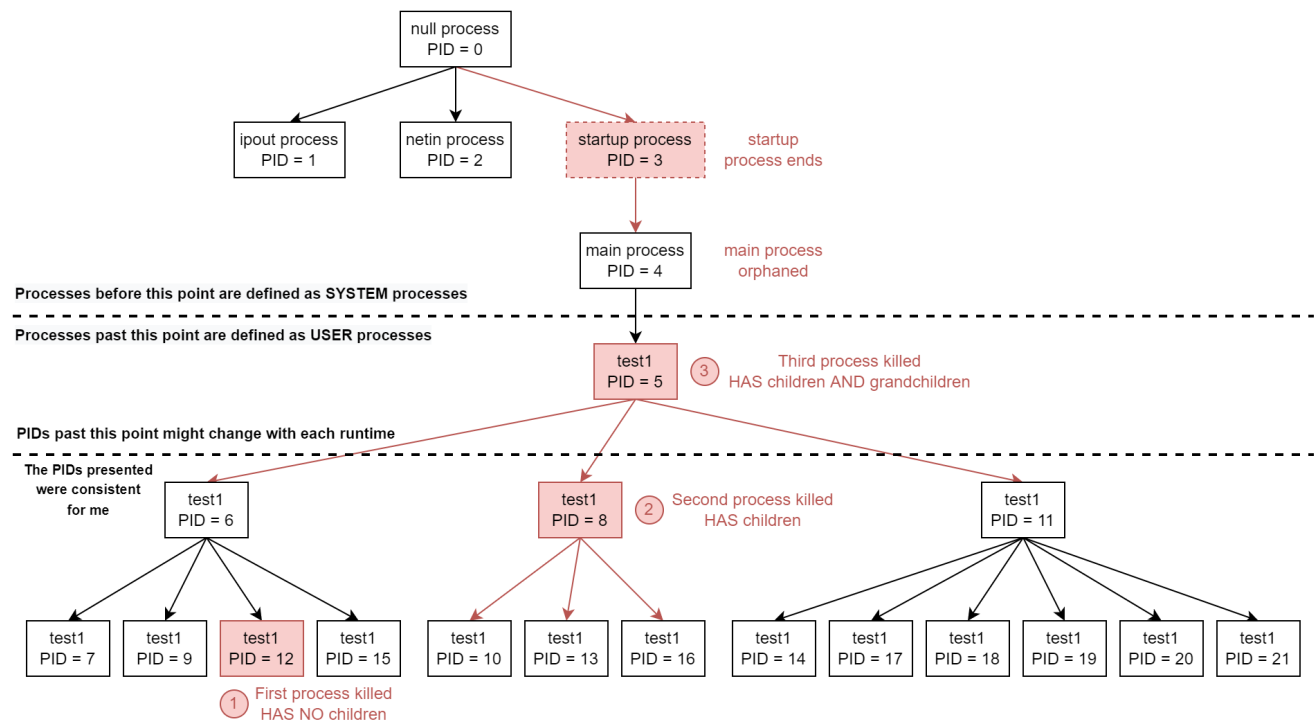 null process
PID = 0
ipout process
PID = 1
netin process
PID = 2
startup process
PID = 3
startup
process ends
main process
PID = 4
main process
orphaned
Processes before this point are defined as SYSTEM processes
Processes past this point are defined as USER processes
test1
PID = 5
3
Third process killed
HAS children AND grandchildren
PIDs past this point might change with each runtime
The PIDs presented
were consistent
for me
test1
PID = 6
test1
PID = 8
2
Second process killed
HAS children
test1
PID = 11
test1
PID = 7
test1
PID = 9
test1
PID = 12
test1
PID = 15
test1
PID = 10
test1
PID = 13
test1
PID = 16
test1
PID = 14
test1
PID = 17
test1
PID = 18
test1
PID = 19
test1
PID = 20
test1
PID = 21
1
First process killed
HAS NO children